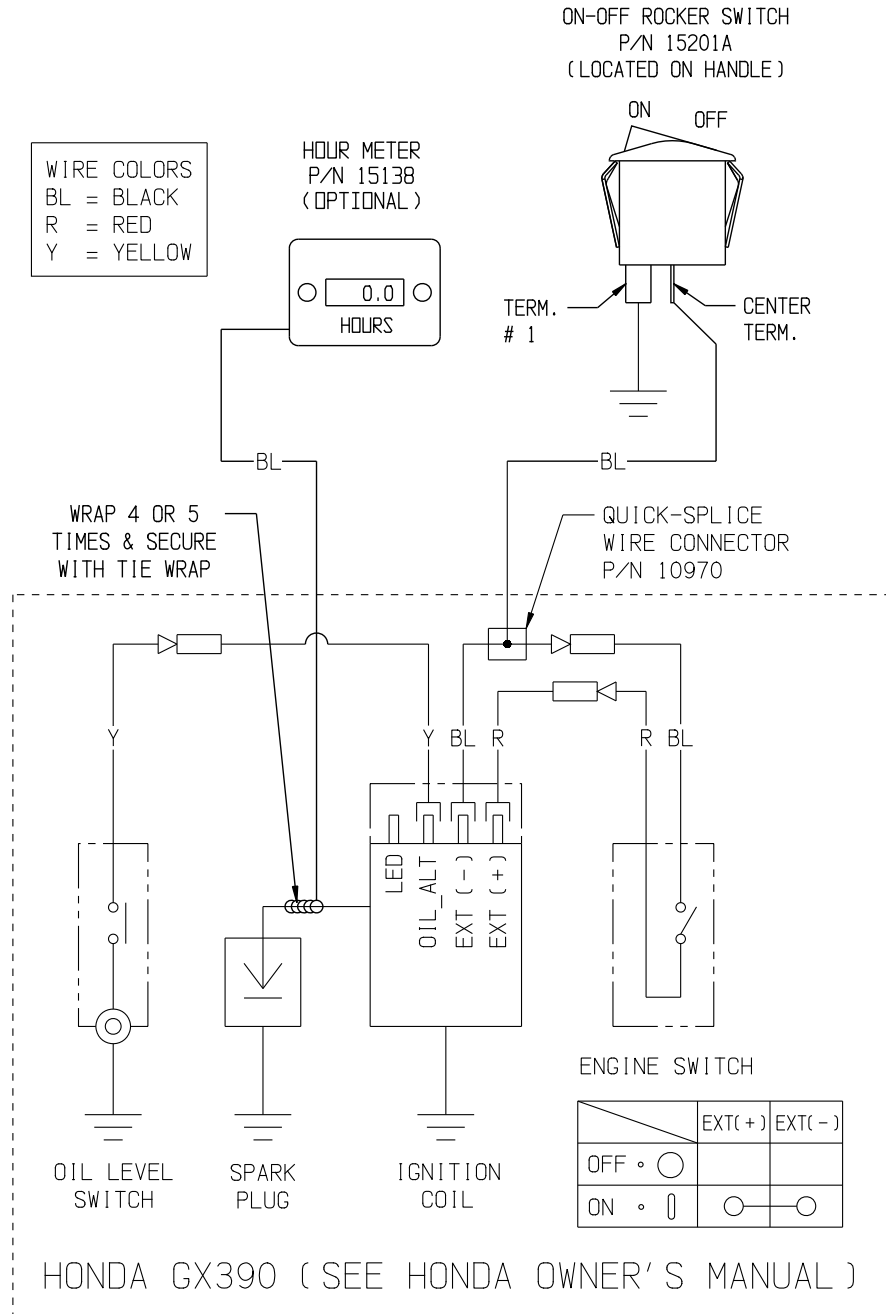 ON-OFF ROCKER SWITCH
P/N 15201A
(LOCATED ON HANDLE)
ON
OFF
WIRE COLORS
BL = BLACK
R = RED
Y = YELLOW
HOUR METER
P/N 15138
(OPTIONAL)
0.0
HOURS
TERM.
# 1
CENTER
TERM.
BL
BL
WRAP 4 OR 5
TIMES & SECURE
WITH TIE WRAP
QUICK-SPLICE
WIRE CONNECTOR
P/N 10970
Y
Y
BL
R
R
BL
LED
OIL_ALT
EXT (-)
EXT (+)
ENGINE SWITCH
EXT(+)
EXT(-)
OFF
ON
OIL LEVEL
SWITCH
SPARK
PLUG
IGNITION
COIL
HONDA GX390 (SEE HONDA OWNER'S MANUAL)